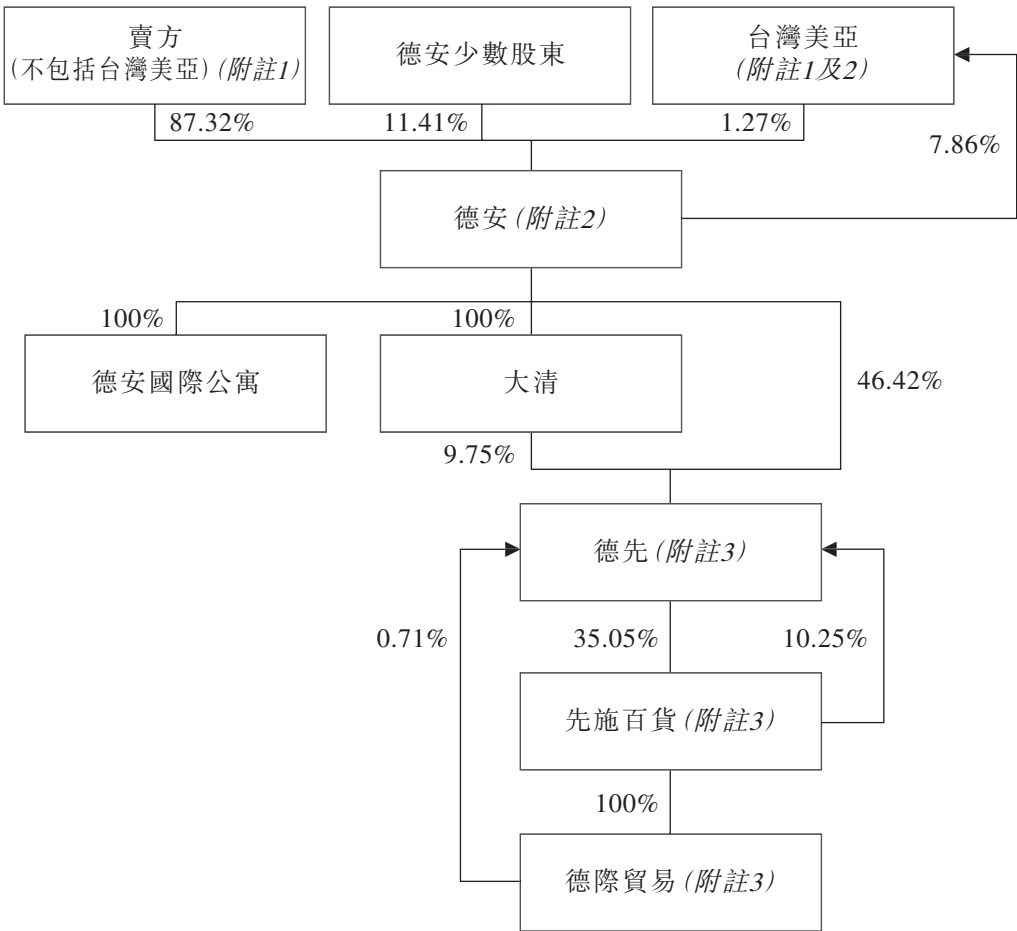 賣方
(不包括台灣美亞) (附註1)
德安少數股東
台灣美亞
(附註1及2)
87.32%
11.41%
1.27%
7.86%
德安 (附註2)
100%
100%
46.42%
德安國際公寓
大清
9.75%
德先 (附註3)
0.71%
35.05%
10.25%
先施百貨 (附註3)
100%
德際貿易 (附註3)